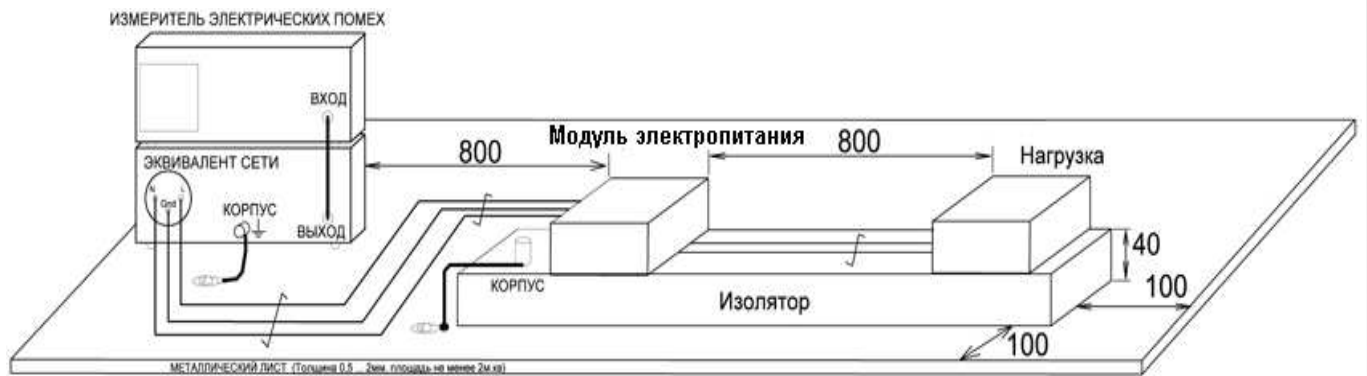 ИЗМЕРИТЕЛЬ ЭЛЕКТРИЧЕСКИХ ПОМЕХ
ВХОД
ЭКВИВАЛЕНТ СЕТИ
N
L
Gnd
КОРПУС
ВЫХОД
800
Модуль электропитания
800
Нагрузка
КОРПУС
Изолятор
40
100
100
МЕТАЛЛИЧЕСКИЙ ЛИСТ (Толщина 0,5 ... 2мм, площадь не менее 2м.кв)